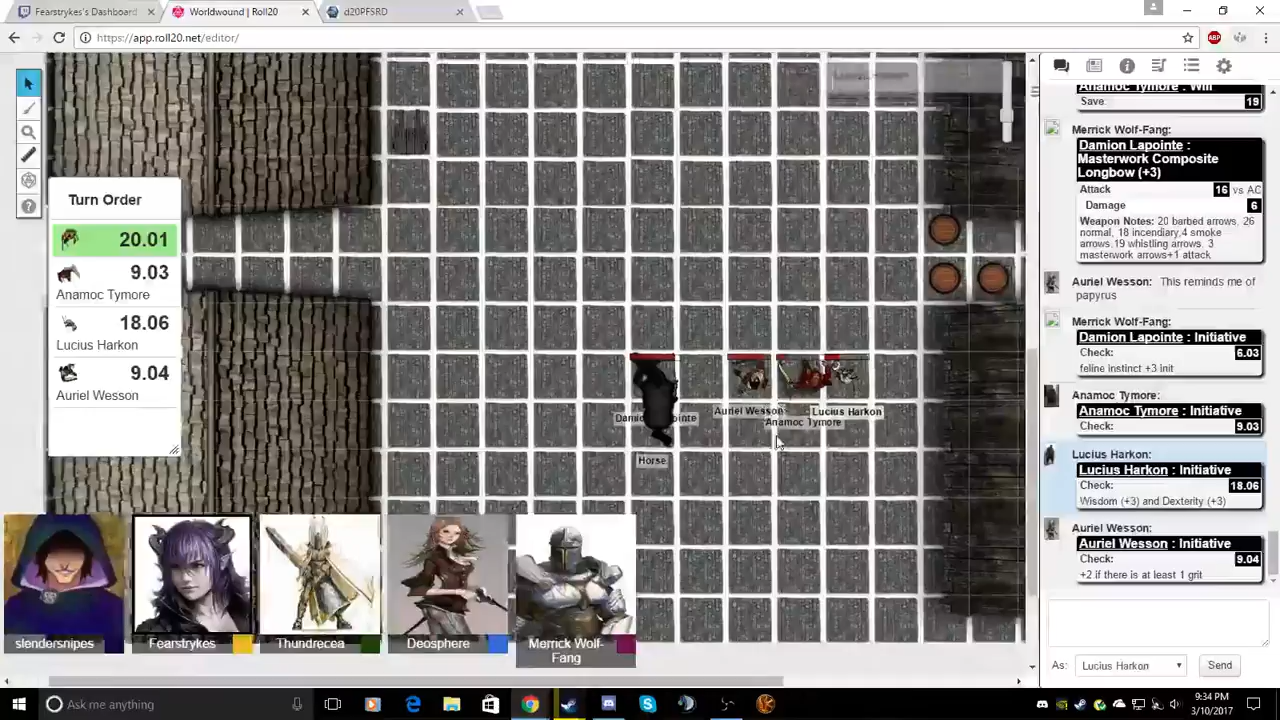 Fearstrykes's Dashboard
Worldwound | Roll20
d20PFSRD
https://app.roll20.net/editor/
ABP
Turn Order
20.01
9.03
Anamoc Tymore
18.06
Lucius Harkon
9.04
Auriel Wesson
Auriel Wesson
Lucius Harkon
Anamoc Tymore
Horse
slendersnipes
Fearstrykes
Thundrecea
Deosphere
Merrick Wolf-
Fang
Anamoc Tymore : Will
Save: 19
Merrick Wolf-Fang:
Damion Lapointe :
Masterwork Composite
Longbow (+3)
Attack 16 vs AC
Damage 6
Weapon Notes: 20 barbed arrows, 26
normal, 18 incendiary,4 smoke
arrows,19 whistling arrows, 3
masterwork arrows+1 attack
Auriel Wesson: This reminds me of
papyrus
Merrick Wolf-Fang:
Damion Lapointe : Initiative
Check: 6.03
feline instinct +3 init
Anamoc Tymore:
Anamoc Tymore : Initiative
Check: 9.03
Lucius Harkon:
Lucius Harkon : Initiative
Check: 18.06
Wisdom (+3) and Dexterity (+3)
Auriel Wesson:
Auriel Wesson : Initiative
Check: 9.04
+2 if there is at least 1 grit
As: Lucius Harkon
Send
Ask me anything
9:34 PM
3/10/2017